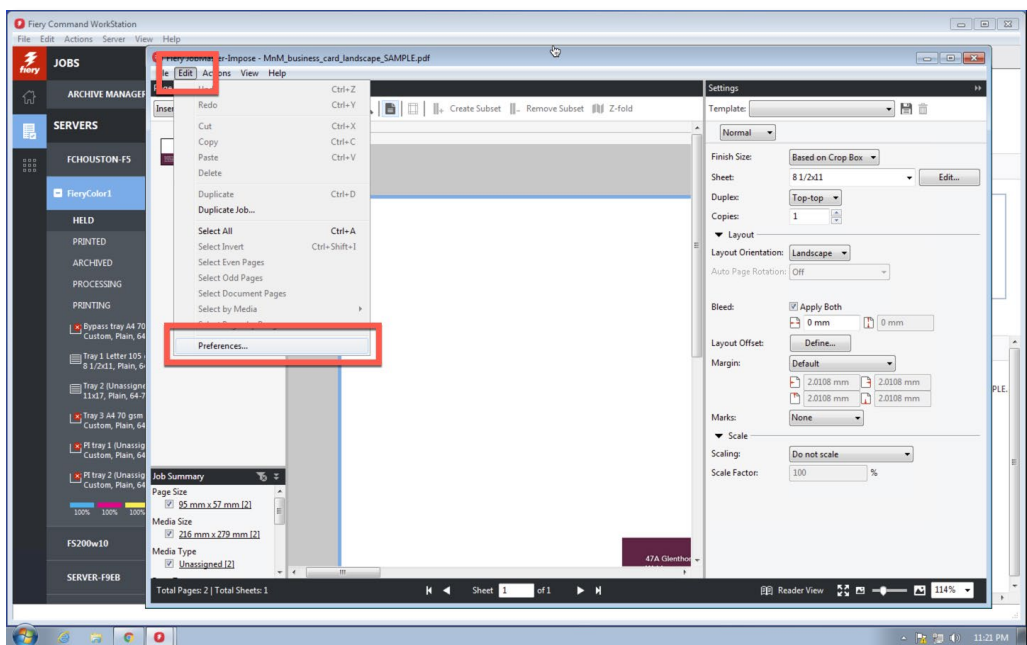 Fiery Command WorkStation
File Edit Actions Server View Help
fiery
JOBS
ARCHIVE MANAGER
SERVERS
FCHOUSTON-F5
FieryColor1
HELD
PRINTED
ARCHIVED
PROCESSING
PRINTING
Bypass tray A4 70
Custom, Plain, 64
Tray 1 Letter 105
8 1/2x11, Plain, 64
Tray 2 (Unassigne
11x17, Plain, 64-7
Tray 3 A4 70 gsm
Custom, Plain, 64
PI tray 1 (Unassig
Custom, Plain, 64
PI tray 2 (Unassig
Custom, Plain, 64
100% 100% 100%
FS200w10
SERVER-F9EB
Fiery JobMaster-Impose - MnM_business_card_landscape_SAMPLE.pdf
Edit Actions View Help
Ctrl+Z
Redo Ctrl+Y
Cut Ctrl+X
Copy Ctrl+C
Paste Ctrl+V
Delete
Duplicate Ctrl+D
Duplicate Job...
Select All Ctrl+A
Select Invert Ctrl+Shift+I
Select Even Pages
Select Odd Pages
Select Document Pages
Select by Media
Preferences...
Create Subset Remove Subset Z-fold
Job Summary
Page Size
95 mm x 57 mm [2]
Media Size
216 mm x 279 mm [2]
Media Type
Unassigned [2]
47A Glenthor
Total Pages: 2 | Total Sheets: 1
Sheet 1 of 1
Reader View
114%
Settings
Template:
Normal
Finish Size: Based on Crop Box
Sheet: 8 1/2x11 Edit...
Duplex: Top-top
Copies: 1
Layout
Layout Orientation: Landscape
Auto Page Rotation: Off
Bleed: Apply Both
0 mm 0 mm
Layout Offset: Define...
Margin: Default
2.0108 mm 2.0108 mm
2.0108 mm 2.0108 mm
Marks: None
Scale
Scaling: Do not scale
Scale Factor: 100 %
PLE.
11:21 PM